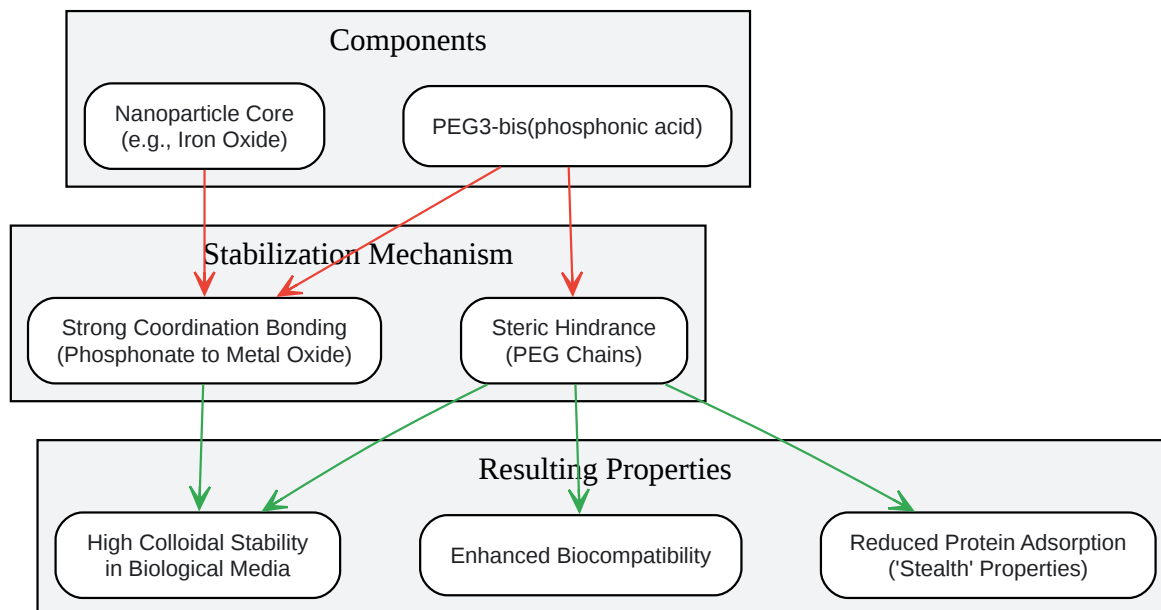 Components
Nanoparticle Core
(e.g., Iron Oxide)
PEG3-bis(phosphonic acid)
Stabilization Mechanism
Strong Coordination Bonding
(Phosphonate to Metal Oxide)
Steric Hindrance
(PEG Chains)
Resulting Properties
High Colloidal Stability
in Biological Media
Enhanced Biocompatibility
Reduced Protein Adsorption
('Stealth' Properties)